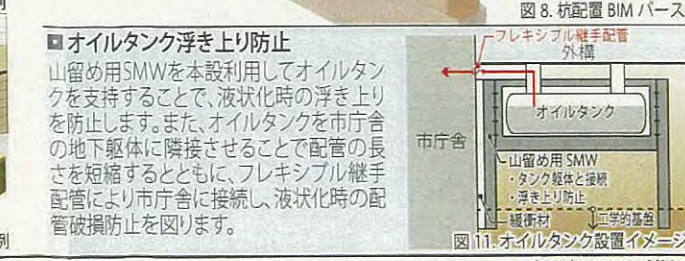 図 8. 杭配置 BIM パース
オイルタンク浮き上り防止
山留め用SMWを本設利用してオイルタン
クを支持することで、液状化時の浮き上り
を防止します。また、オイルタンクを市庁舎
の地下躯体に隣接させることで配管の長
さを短縮するとともに、フレキシブル継手
配管により市庁舎に接続し、液状化時の配
管破損防止を図ります。
フレキシブル継手配管
外構
オイルタンク
市庁舎
山留め用 SMW
・タンク躯体と接続
・浮き上り防止
緩衝材
工学的基盤
図 11. オイルタンク設置イメージ